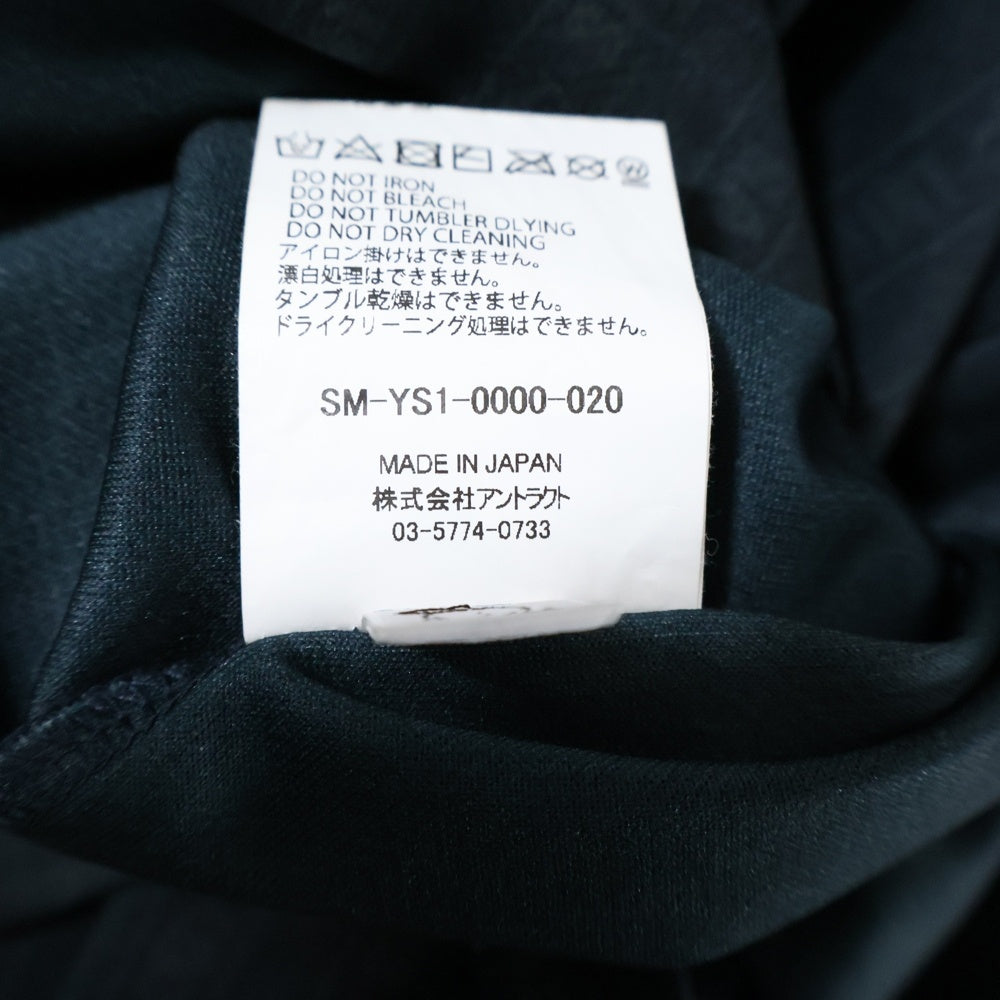 DO NOT IRON
DO NOT BLEACH
DO NOT TUMBLER DLYING
DO NOT DRY CLEANING
アイロン掛けはできません。
漂白処理はできません。
タンブル乾燥はできません。
ドライクリーニング処理はできません。
SM-YS1-0000-020
MADE IN JAPAN
株式会社アントラクト
03-5774-0733